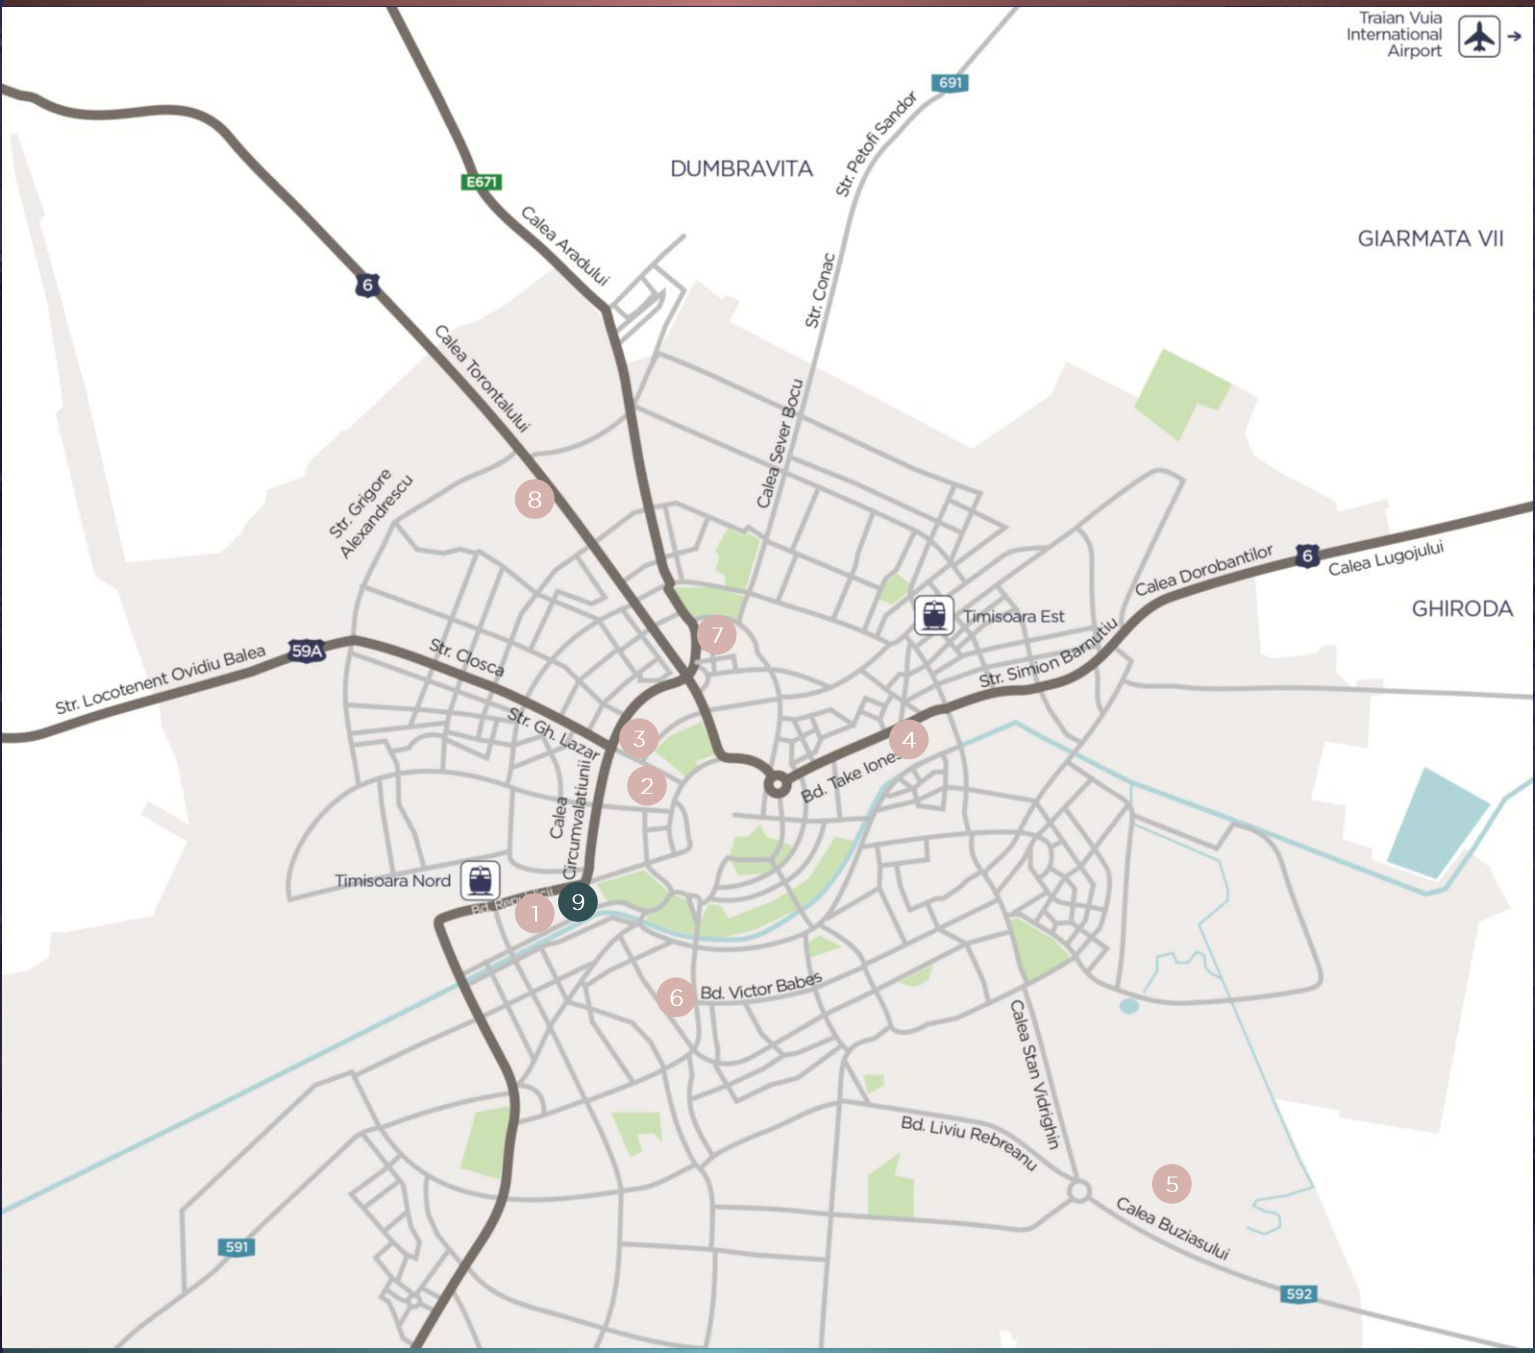 Traian Vuia
International
Airport
691
Str. Petofi Sandor
DUMBRAVITA
E671
Calea Aradului
GIARMATA VII
Str. Conac
6
Calea Torontalului
Calea Sever Bocu
Str. Grigore
Alexandrescu
8
6
Calea Dorobantilor
Calea Lugojului
GHIRODA
Timisoara Est
7
Str. Simion Barnutiu
59A
Str. Locotenent Ovidiu Balea
Str. Closca
Str. Gh. Lazar
3
4
Bd. Take Iones
2
Calea
Circumvalatiunii
Timisoara Nord
Bd. Republicii
1
9
6
Bd. Victor Babes
Calea Stan Vidrighin
Bd. Liviu Rebreanu
5
Calea Buziasului
591
592